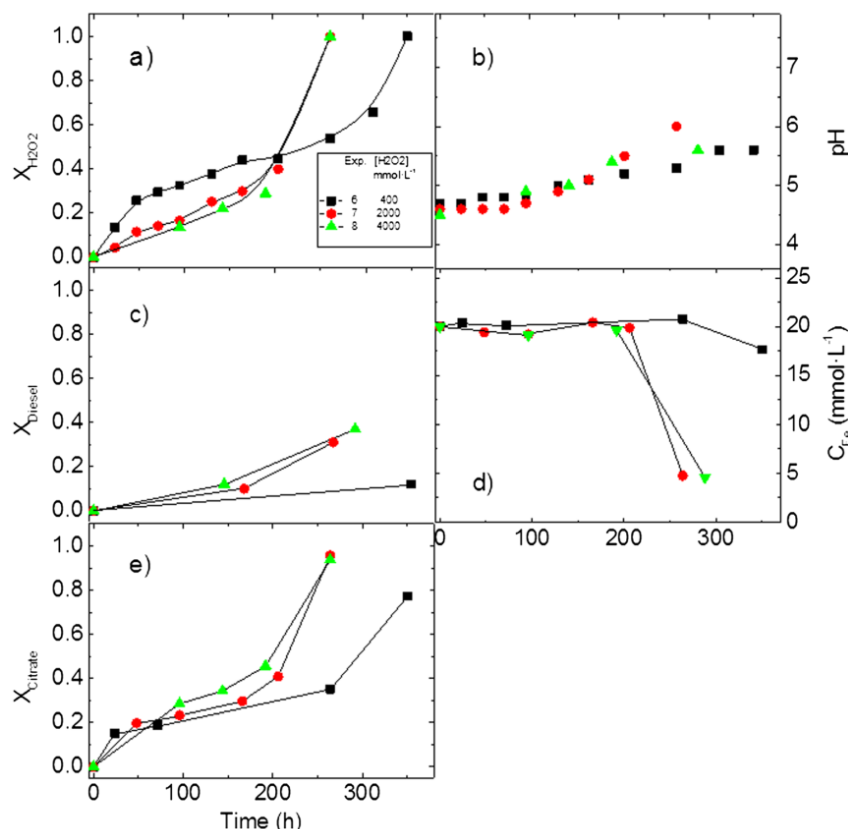 a)
1.0
0.8
0.6
0.4
0.2
0.0
X_H2O2
Exp. [H2O2]
mmol·L⁻¹
6 400
7 2000
8 4000
b)
7
6
5
4
pH
c)
1.0
0.8
0.6
0.4
0.2
0.0
X_Diesel
d)
25
20
15
10
5
0
C_Fe (mmol·L⁻¹)
0 100 200 300
e)
1.0
0.8
0.6
0.4
0.2
0.0
X_Citrate
0 100 200 300
Time (h)